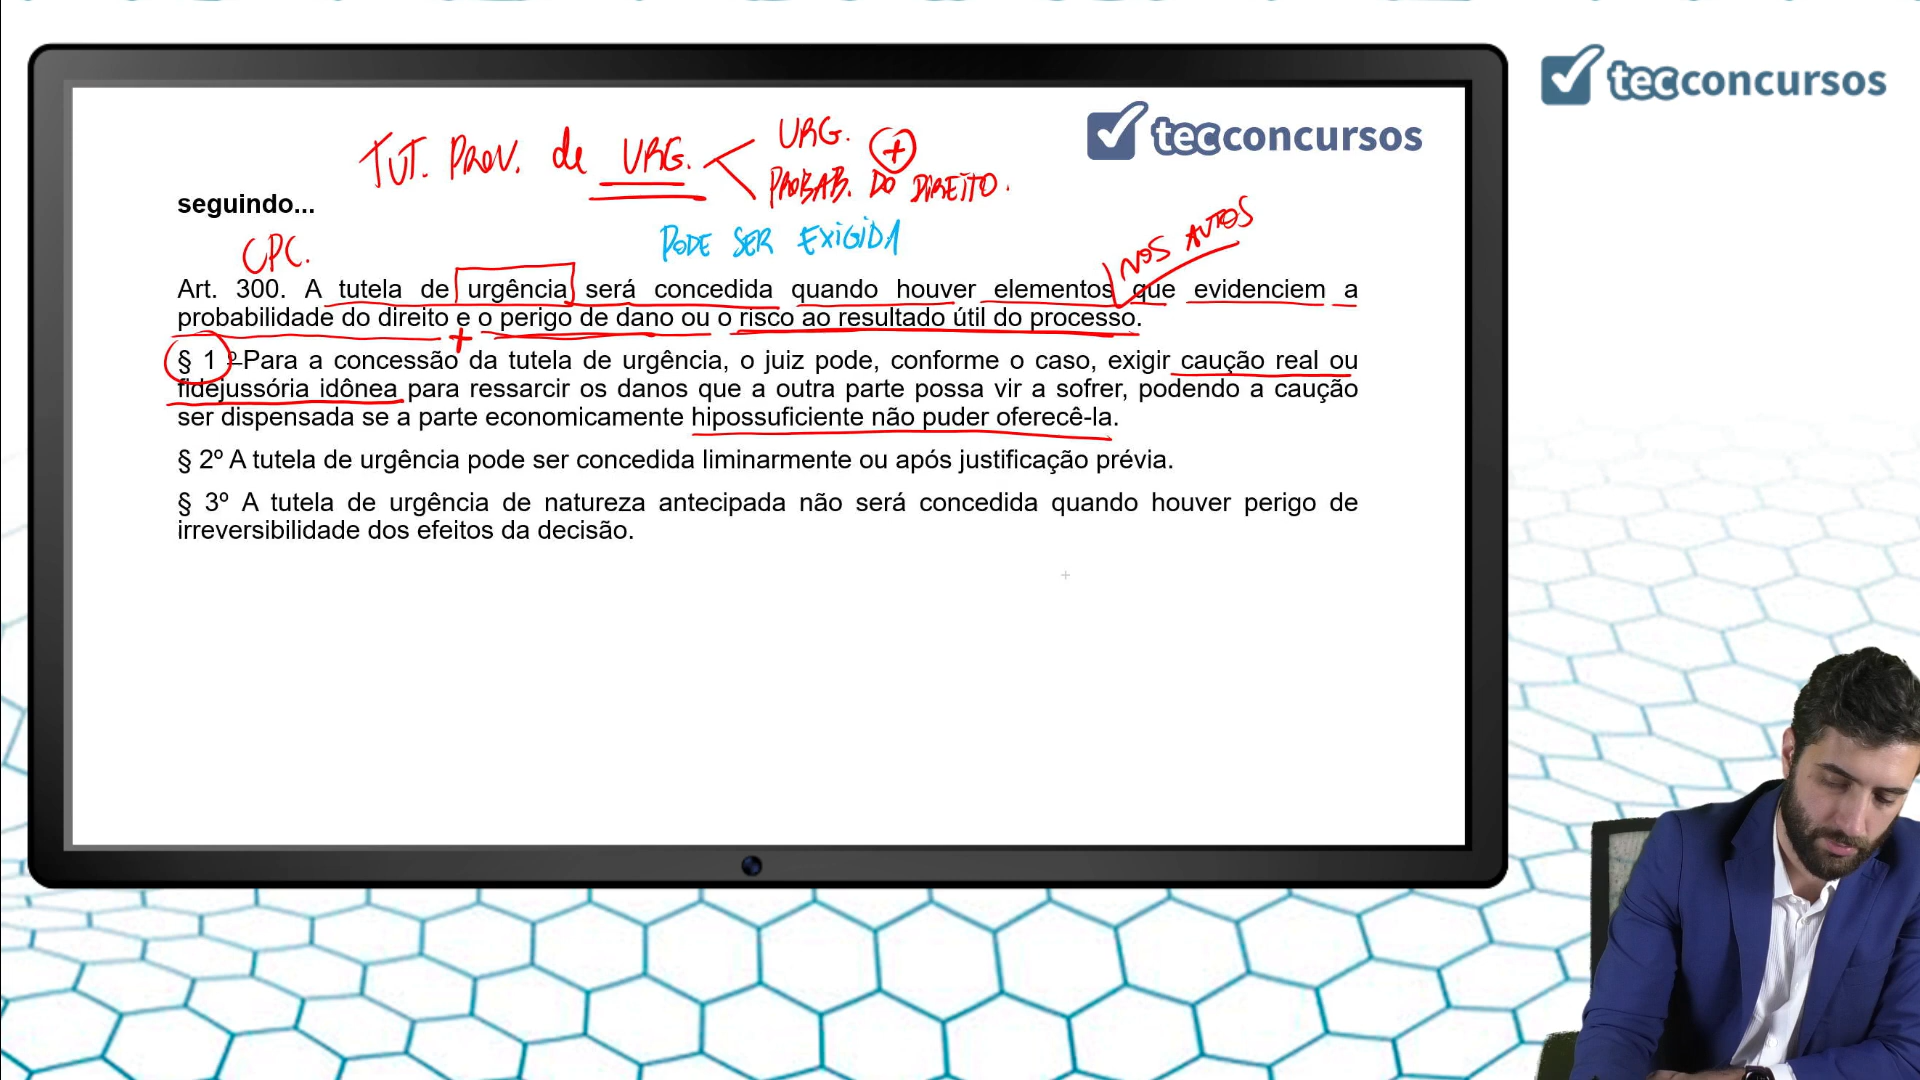 tecconcursos
tecconcursos
TUT. PROV. de URG. < URG. + PROBAB. DO DIREITO.
seguindo...
CPC.
PODE SER EXIGIDA
NOS AUTOS
Art. 300. A tutela de urgência será concedida quando houver elementos que evidenciem a
probabilidade do direito e o perigo de dano ou o risco ao resultado útil do processo.
+
§ 1 º Para a concessão da tutela de urgência, o juiz pode, conforme o caso, exigir caução real ou
fidejussória idônea para ressarcir os danos que a outra parte possa vir a sofrer, podendo a caução
ser dispensada se a parte economicamente hipossuficiente não puder oferecê-la.
§ 2º A tutela de urgência pode ser concedida liminarmente ou após justificação prévia.
§ 3º A tutela de urgência de natureza antecipada não será concedida quando houver perigo de
irreversibilidade dos efeitos da decisão.